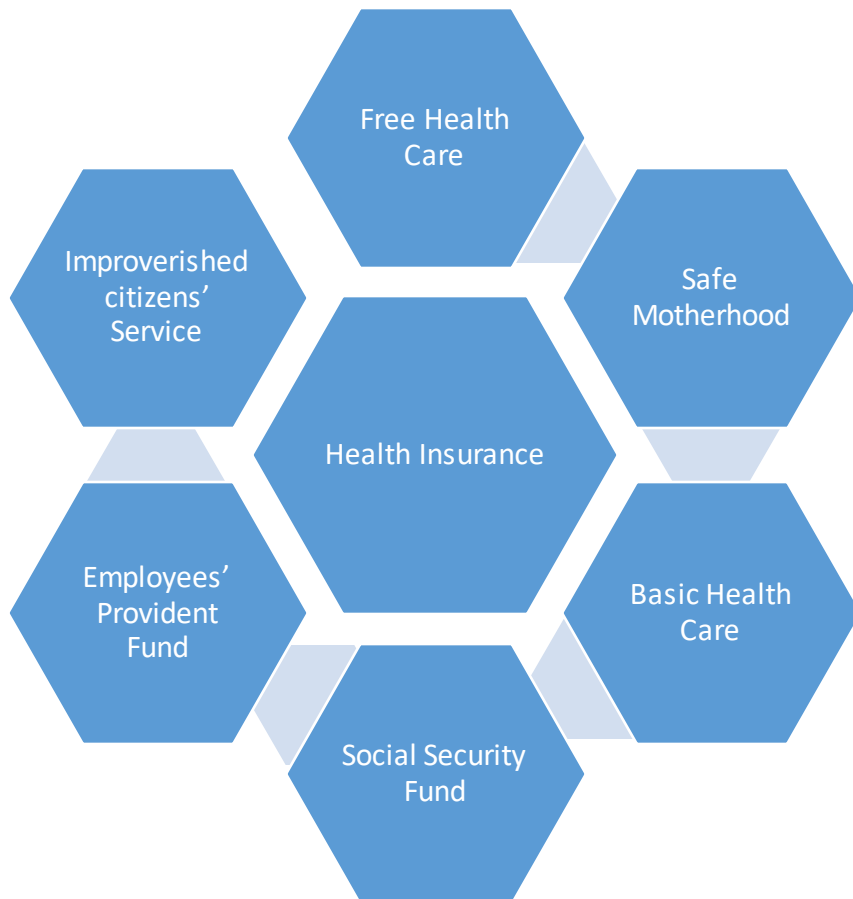 Free Health
Care
Safe
Motherhood
Basic Health
Care
Social Security
Fund
Employees’
Provident
Fund
Improverished
citizens’
Service
Health Insurance